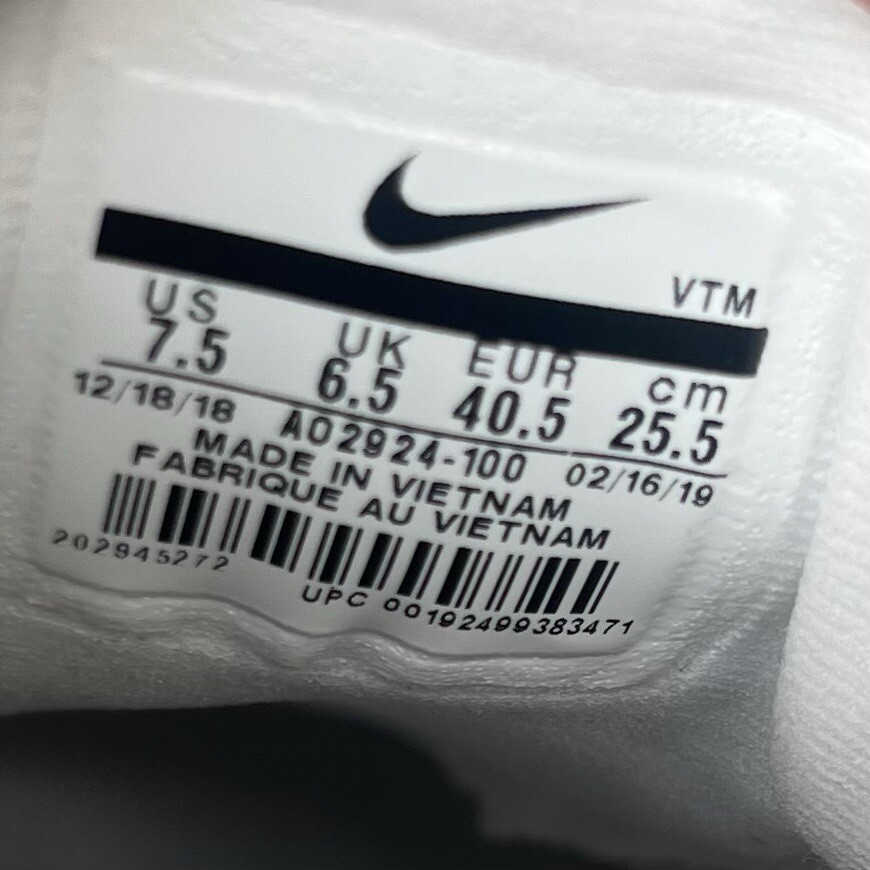 VTM
US UK EUR cm
7.5 6.5 40.5 25.5
12/18/18 AO2924-100 02/16/19
MADE IN VIETNAM
FABRIQUE AU VIETNAM
202945272
UPC 00192499383471